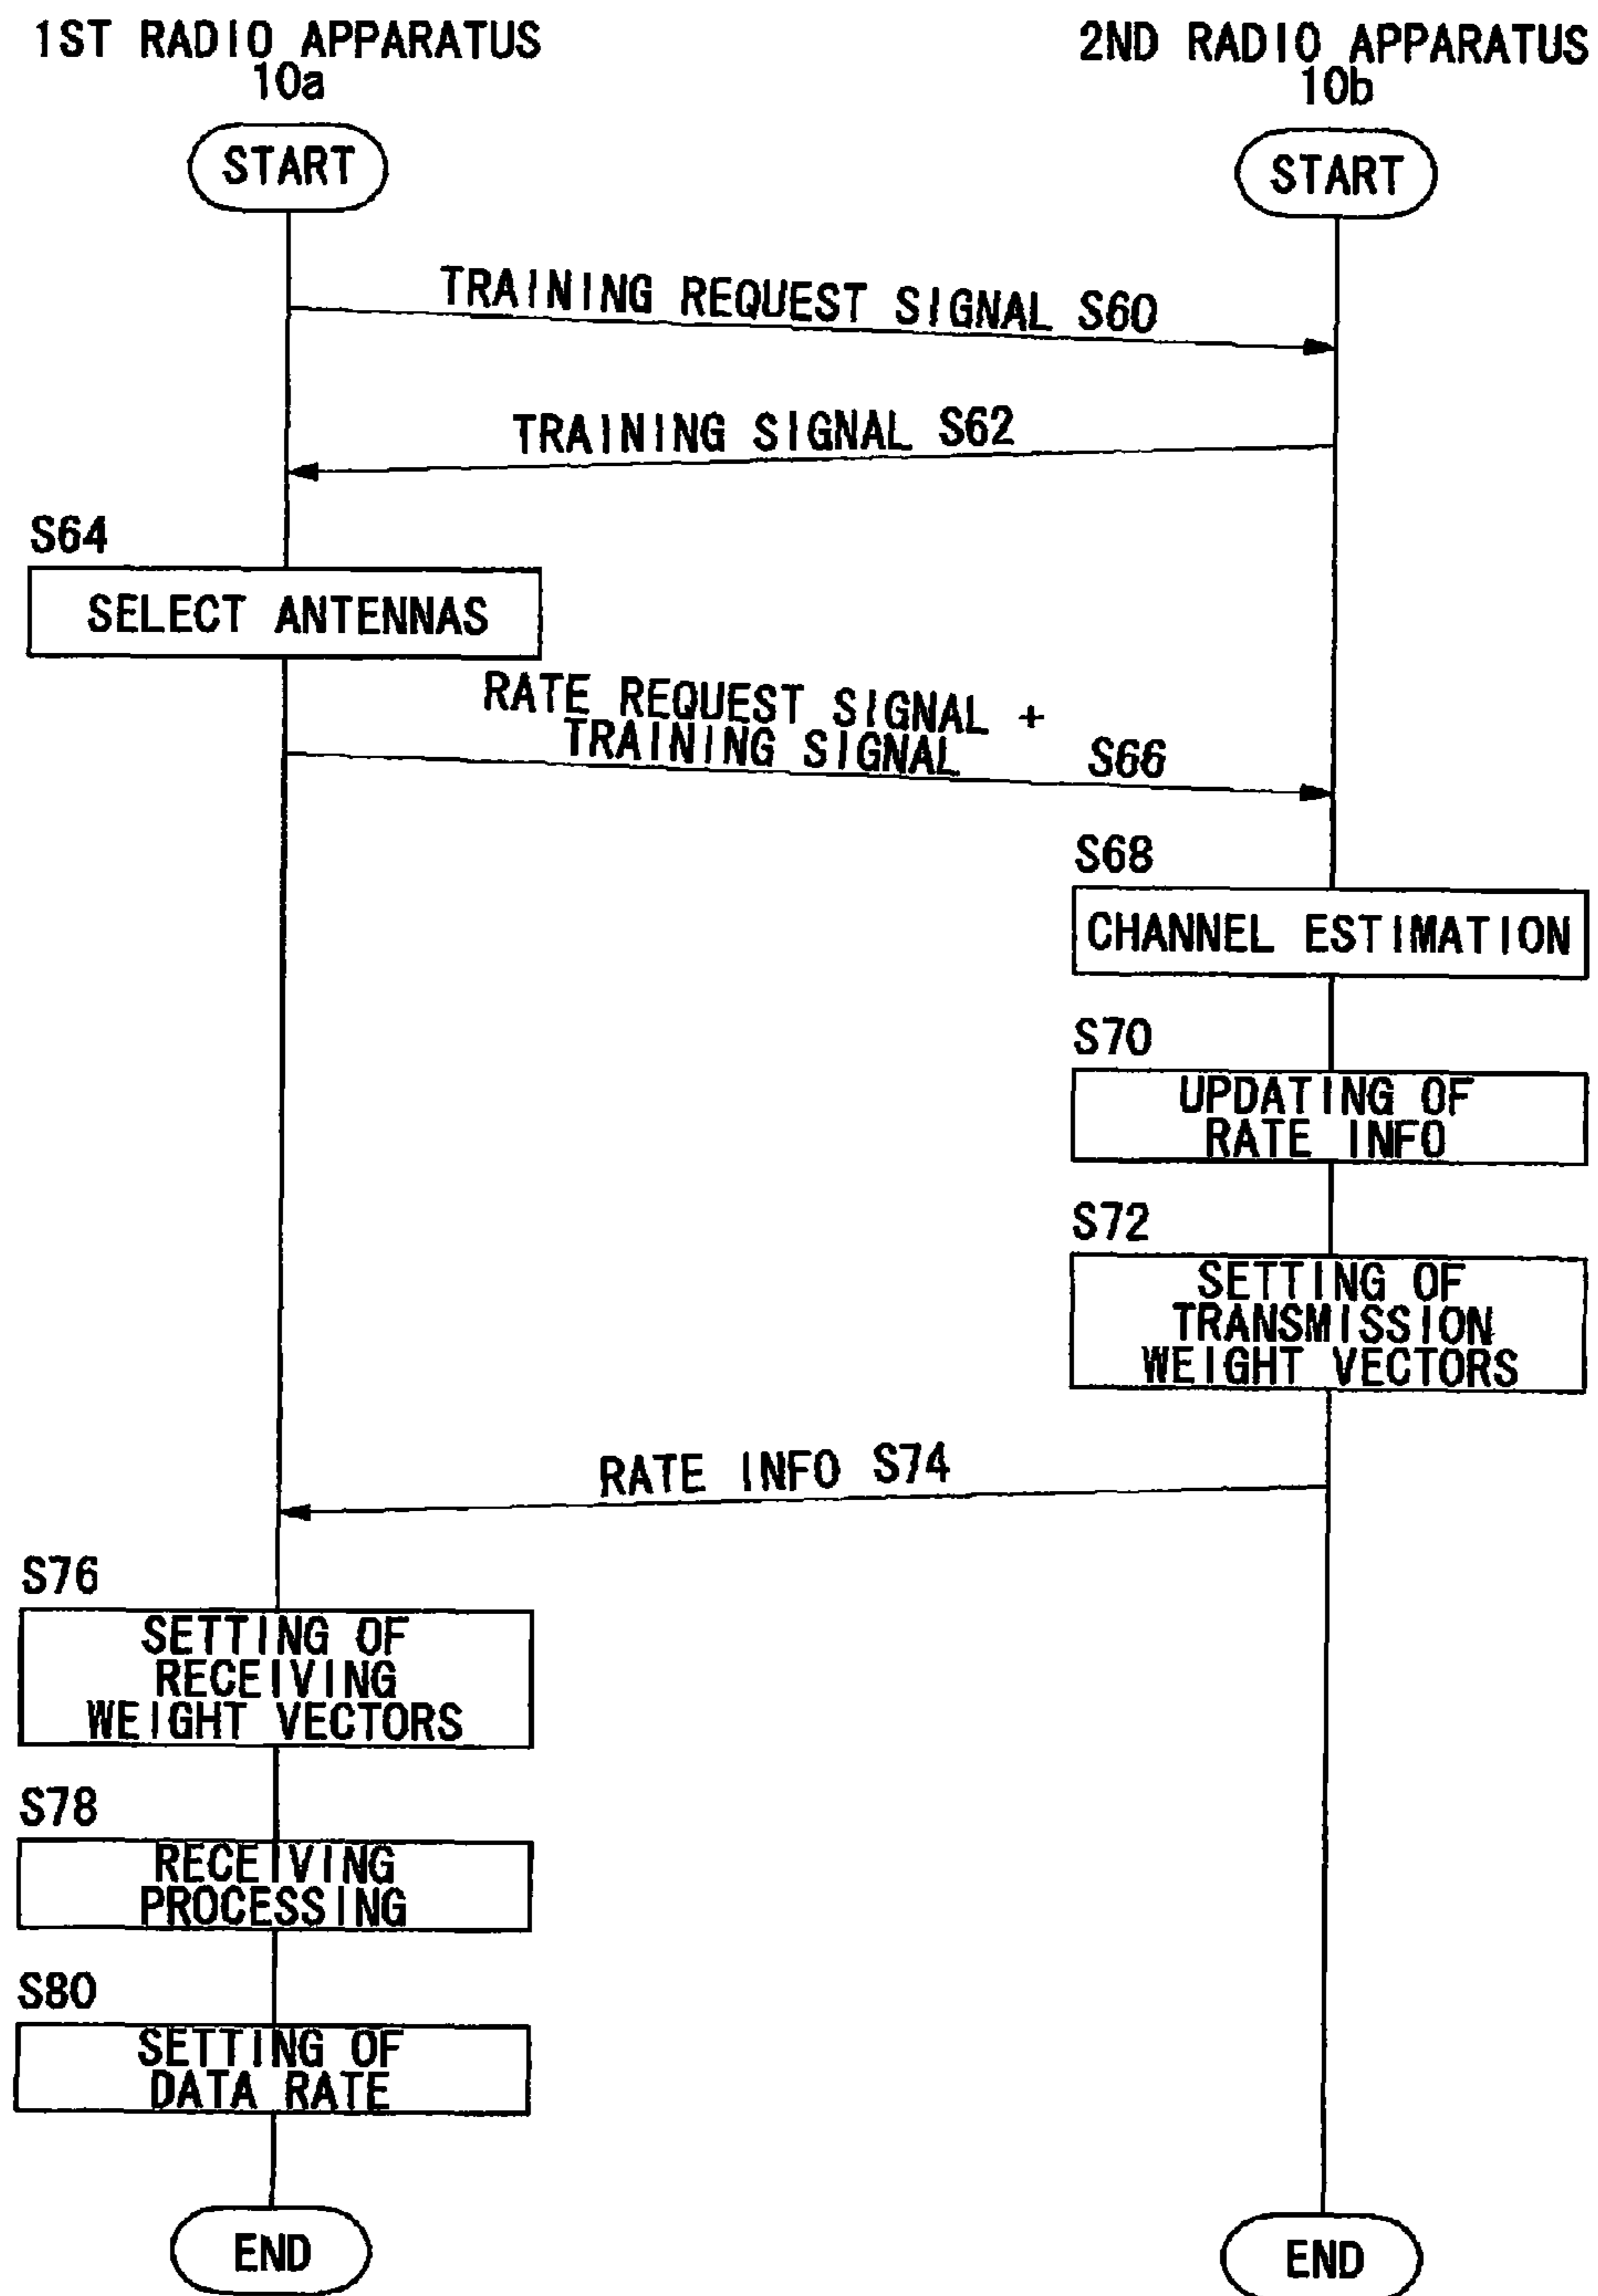 1ST RADIO APPARATUS
10a
2ND RADIO APPARATUS
10b
START
START
TRAINING REQUEST SIGNAL S60
TRAINING SIGNAL S62
S64
SELECT ANTENNAS
RATE REQUEST SIGNAL +
TRAINING SIGNAL S66
S68
CHANNEL ESTIMATION
S70
UPDATING OF
RATE INFO
S72
SETTING OF
TRANSMISSION
WEIGHT VECTORS
RATE INFO S74
S76
SETTING OF
RECEIVING
WEIGHT VECTORS
S78
RECEIVING
PROCESSING
S80
SETTING OF
DATA RATE
END
END